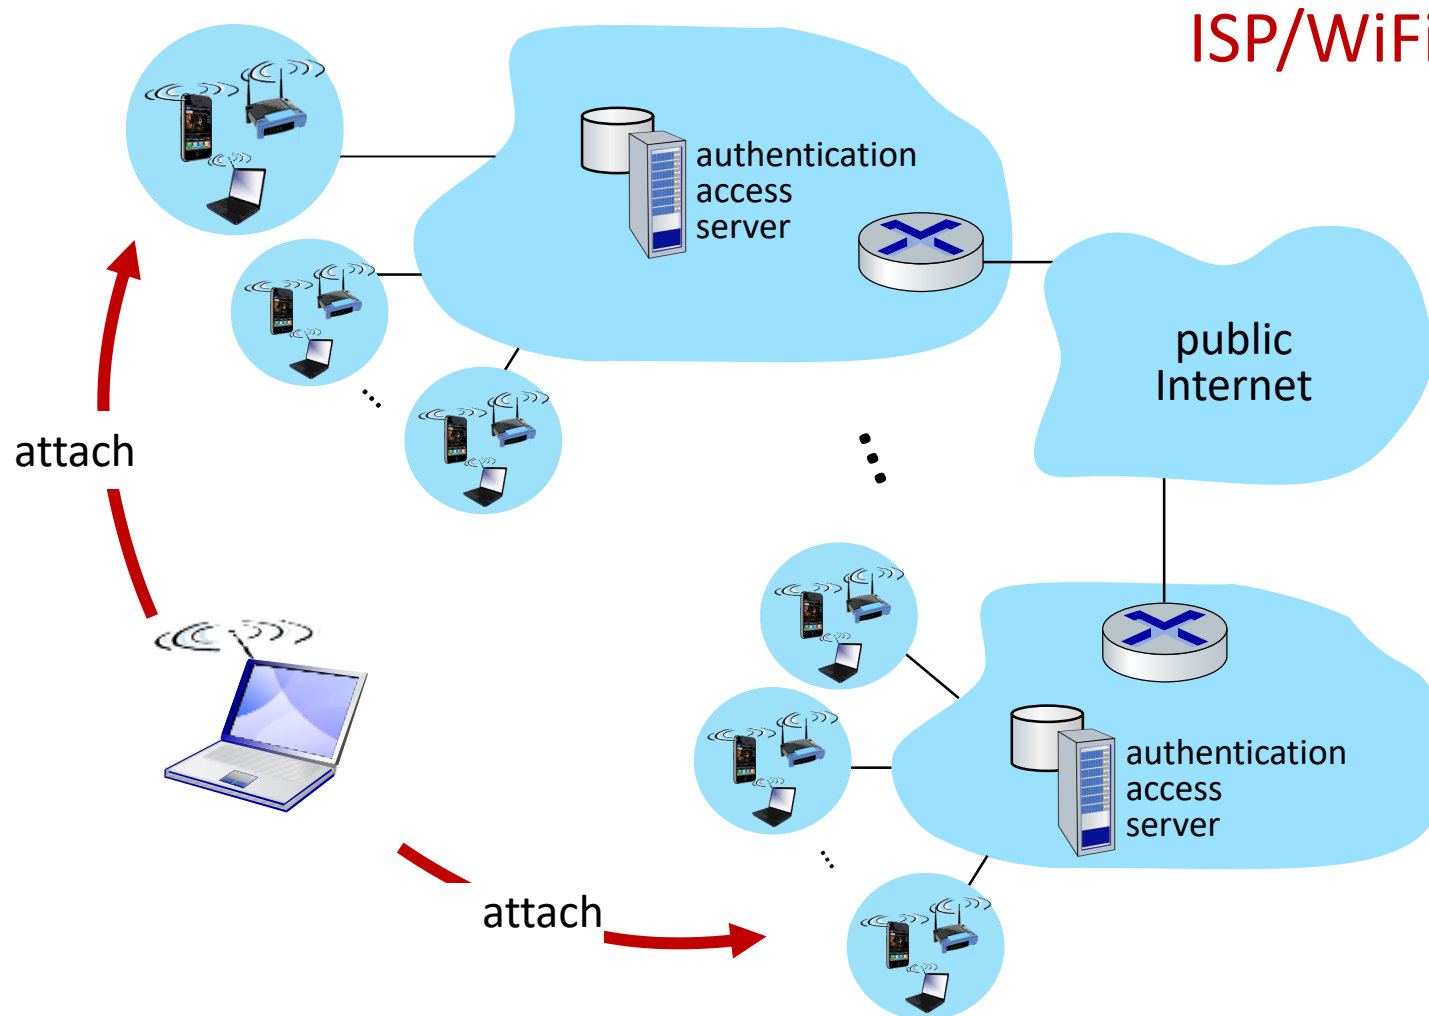 ISP/WiFi
authentication
access
server
public
Internet
attach
authentication
access
server
attach